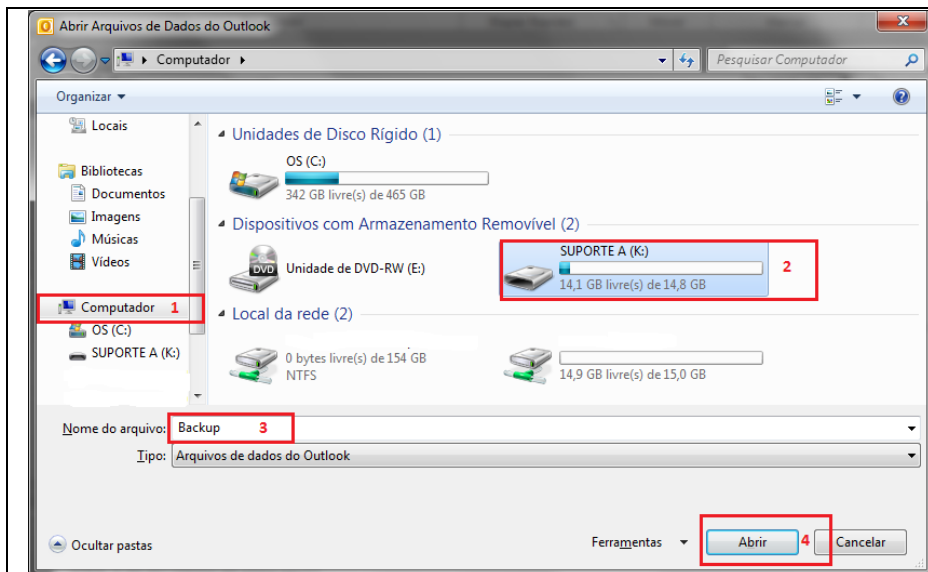 Abrir Arquivos de Dados do Outlook
Computador
Pesquisar Computador
Organizar
Locais
Bibliotecas
Documentos
Imagens
Músicas
Vídeos
Computador 1
OS (C:)
SUPORTE A (K:)
Unidades de Disco Rígido (1)
OS (C:)
342 GB livre(s) de 465 GB
Dispositivos com Armazenamento Removível (2)
DVD
Unidade de DVD-RW (E:)
SUPORTE A (K:)
14,1 GB livre(s) de 14,8 GB
2
Local da rede (2)
0 bytes livre(s) de 154 GB
NTFS
14,9 GB livre(s) de 15,0 GB
Nome do arquivo: Backup 3
Tipo: Arquivos de dados do Outlook
Ocultar pastas
Ferramentas
Abrir 4
Cancelar